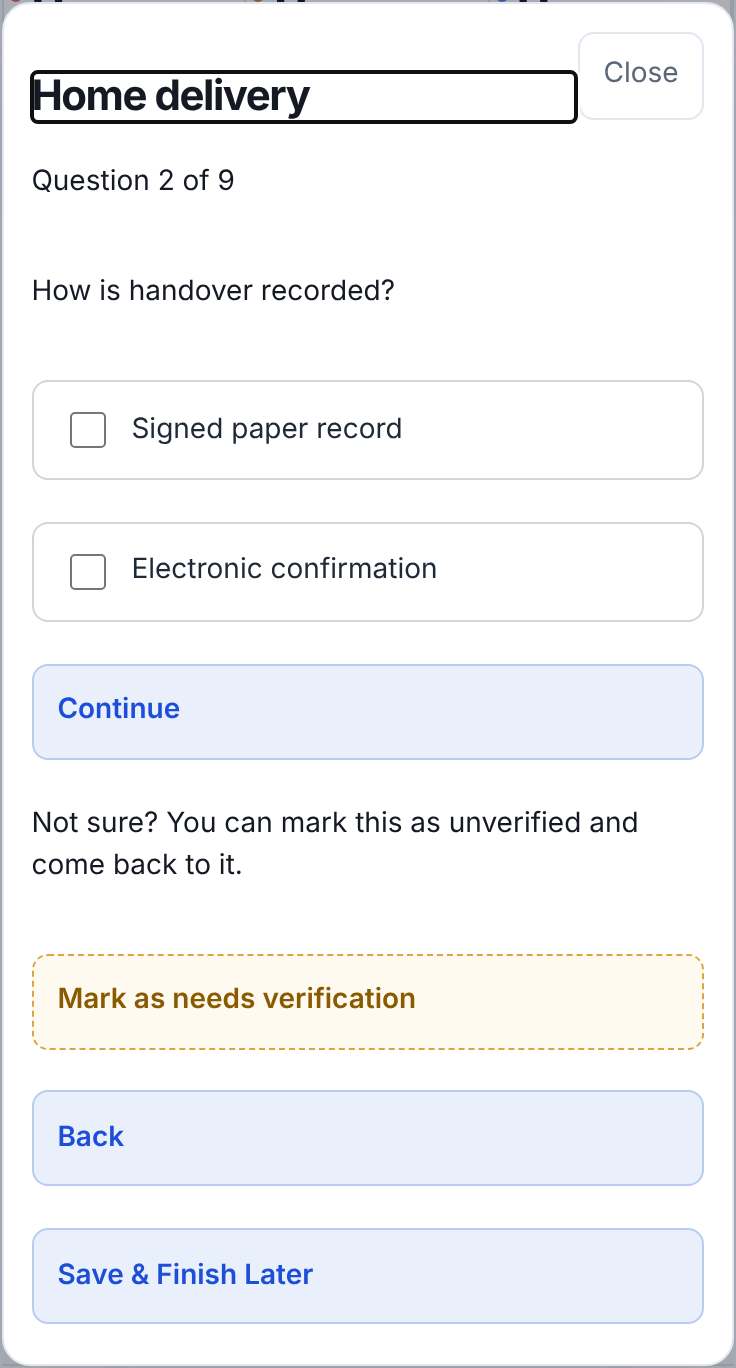 Home delivery
Close
Question 2 of 9
How is handover recorded?
Signed paper record
Electronic confirmation
Continue
Not sure? You can mark this as unverified and
come back to it.
Mark as needs verification
Back
Save & Finish Later